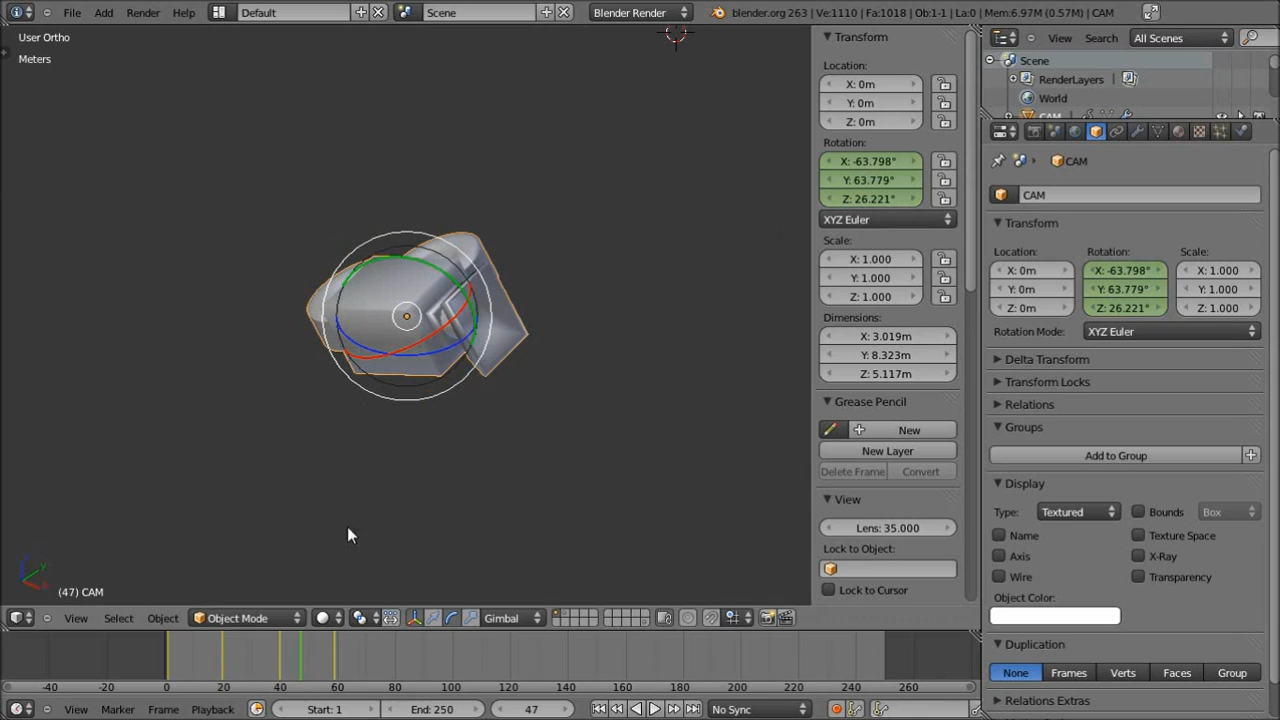 File Add Render Help Default Scene Blender Render blender.org 263 | Ve:1110 | Fa:1018 | Ob:1-1 | La:0 | Mem:6.97M (0.57M) | CAM
User Ortho
Meters
(47) CAM
View Select Object Object Mode Gimbal
Transform
Location:
X: 0m
Y: 0m
Z: 0m
Rotation:
X: -63.798°
Y: 63.779°
Z: 26.221°
XYZ Euler
Scale:
X: 1.000
Y: 1.000
Z: 1.000
Dimensions:
X: 3.019m
Y: 8.323m
Z: 5.117m
Grease Pencil
New
New Layer
Delete Frame Convert
View
Lens: 35.000
Lock to Object:
Lock to Cursor
View Search All Scenes
Scene
RenderLayers
World
CAM
CAM
CAM
Transform
Location: Rotation: Scale:
X: 0m X: -63.798° X: 1.000
Y: 0m Y: 63.779° Y: 1.000
Z: 0m Z: 26.221° Z: 1.000
Rotation Mode: XYZ Euler
Delta Transform
Transform Locks
Relations
Groups
Add to Group
Display
Type: Textured Bounds Box
Name Texture Space
Axis X-Ray
Wire Transparency
Object Color:
Duplication
None Frames Verts Faces Group
Relations Extras
-40 -20 0 20 40 60 80 100 120 140 160 180 200 220 240 260
View Marker Frame Playback Start: 1 End: 250 47 No Sync